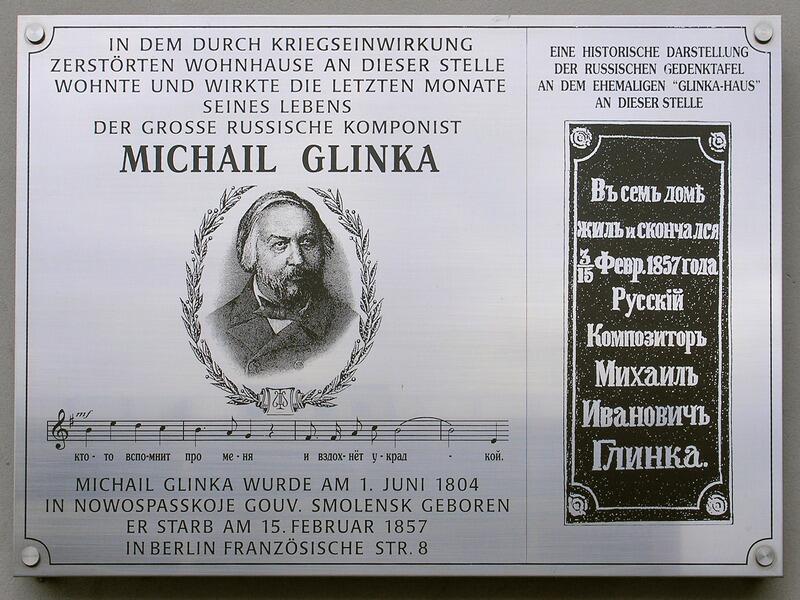 IN DEM DURCH KRIEGSEINWIRKUNG
ZERSTÖRTEN WOHNHAUSE AN DIESER STELLE
WOHNTE UND WIRKTE DIE LETZTEN MONATE
SEINES LEBENS
DER GROSSE RUSSISCHE KOMPONIST
MICHAIL GLINKA
mf
кто-то вспо-мнит про ме-ня и вздох-нёт у-крад-кой.
MICHAIL GLINKA WURDE AM 1. JUNI 1804
IN NOWOSPASSKOJE GOUV. SMOLENSK GEBOREN
ER STARB AM 15. FEBRUAR 1857
IN BERLIN FRANZÖSISCHE STR. 8
EINE HISTORISCHE DARSTELLUNG
DER RUSSISCHEN GEDENKTAFEL
AN DEM EHEMALIGEN "GLINKA-HAUS"
AN DIESER STELLE
Въ семъ домѣ
жилъ и скончался
3/15 Февр. 1857 года
Русскій
Композиторъ
Михаилъ
Ивановичъ
Глинка.